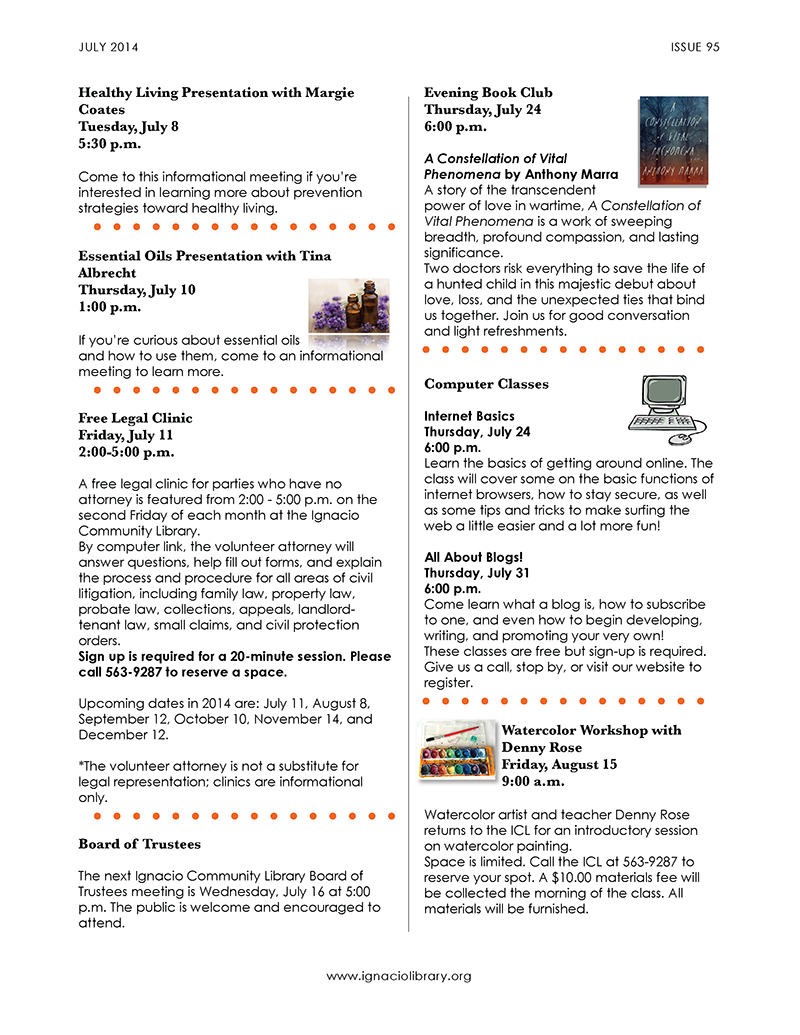 JULY 2014
ISSUE 95
Healthy Living Presentation with Margie
Coates
Tuesday, July 8
5:30 p.m.
Come to this informational meeting if you're
interested in learning more about prevention
strategies toward healthy living.
Essential Oils Presentation with Tina
Albrecht
Thursday, July 10
1:00 p.m.
If you're curious about essential oils
and how to use them, come to an informational
meeting to learn more.
Free Legal Clinic
Friday, July 11
2:00-5:00 p.m.
A free legal clinic for parties who have no
attorney is featured from 2:00 - 5:00 p.m. on the
second Friday of each month at the Ignacio
Community Library.
By computer link, the volunteer attorney will
answer questions, help fill out forms, and explain
the process and procedure for all areas of civil
litigation, including family law, property law,
probate law, collections, appeals, landlord-
tenant law, small claims, and civil protection
orders.
Sign up is required for a 20-minute session. Please
call 563-9287 to reserve a space.
Upcoming dates in 2014 are: July 11, August 8,
September 12, October 10, November 14, and
December 12.
*The volunteer attorney is not a substitute for
legal representation; clinics are informational
only.
Board of Trustees
The next Ignacio Community Library Board of
Trustees meeting is Wednesday, July 16 at 5:00
p.m. The public is welcome and encouraged to
attend.
Evening Book Club
Thursday, July 24
6:00 p.m.
A
CONSTELLATION
of VITAL
PHENOMENA
ANTHONY MARRA
A Constellation of Vital
Phenomena by Anthony Marra
A story of the transcendent
power of love in wartime, A Constellation of
Vital Phenomena is a work of sweeping
breadth, profound compassion, and lasting
significance.
Two doctors risk everything to save the life of
a hunted child in this majestic debut about
love, loss, and the unexpected ties that bind
us together. Join us for good conversation
and light refreshments.
Computer Classes
Internet Basics
Thursday, July 24
6:00 p.m.
Learn the basics of getting around online. The
class will cover some on the basic functions of
internet browsers, how to stay secure, as well
as some tips and tricks to make surfing the
web a little easier and a lot more fun!
All About Blogs!
Thursday, July 31
6:00 p.m.
Come learn what a blog is, how to subscribe
to one, and even how to begin developing,
writing, and promoting your very own!
These classes are free but sign-up is required.
Give us a call, stop by, or visit our website to
register.
Watercolor Workshop with
Denny Rose
Friday, August 15
9:00 a.m.
Watercolor artist and teacher Denny Rose
returns to the ICL for an introductory session
on watercolor painting.
Space is limited. Call the ICL at 563-9287 to
reserve your spot. A $10.00 materials fee will
be collected the morning of the class. All
materials will be furnished.
www.ignaciolibrary.org